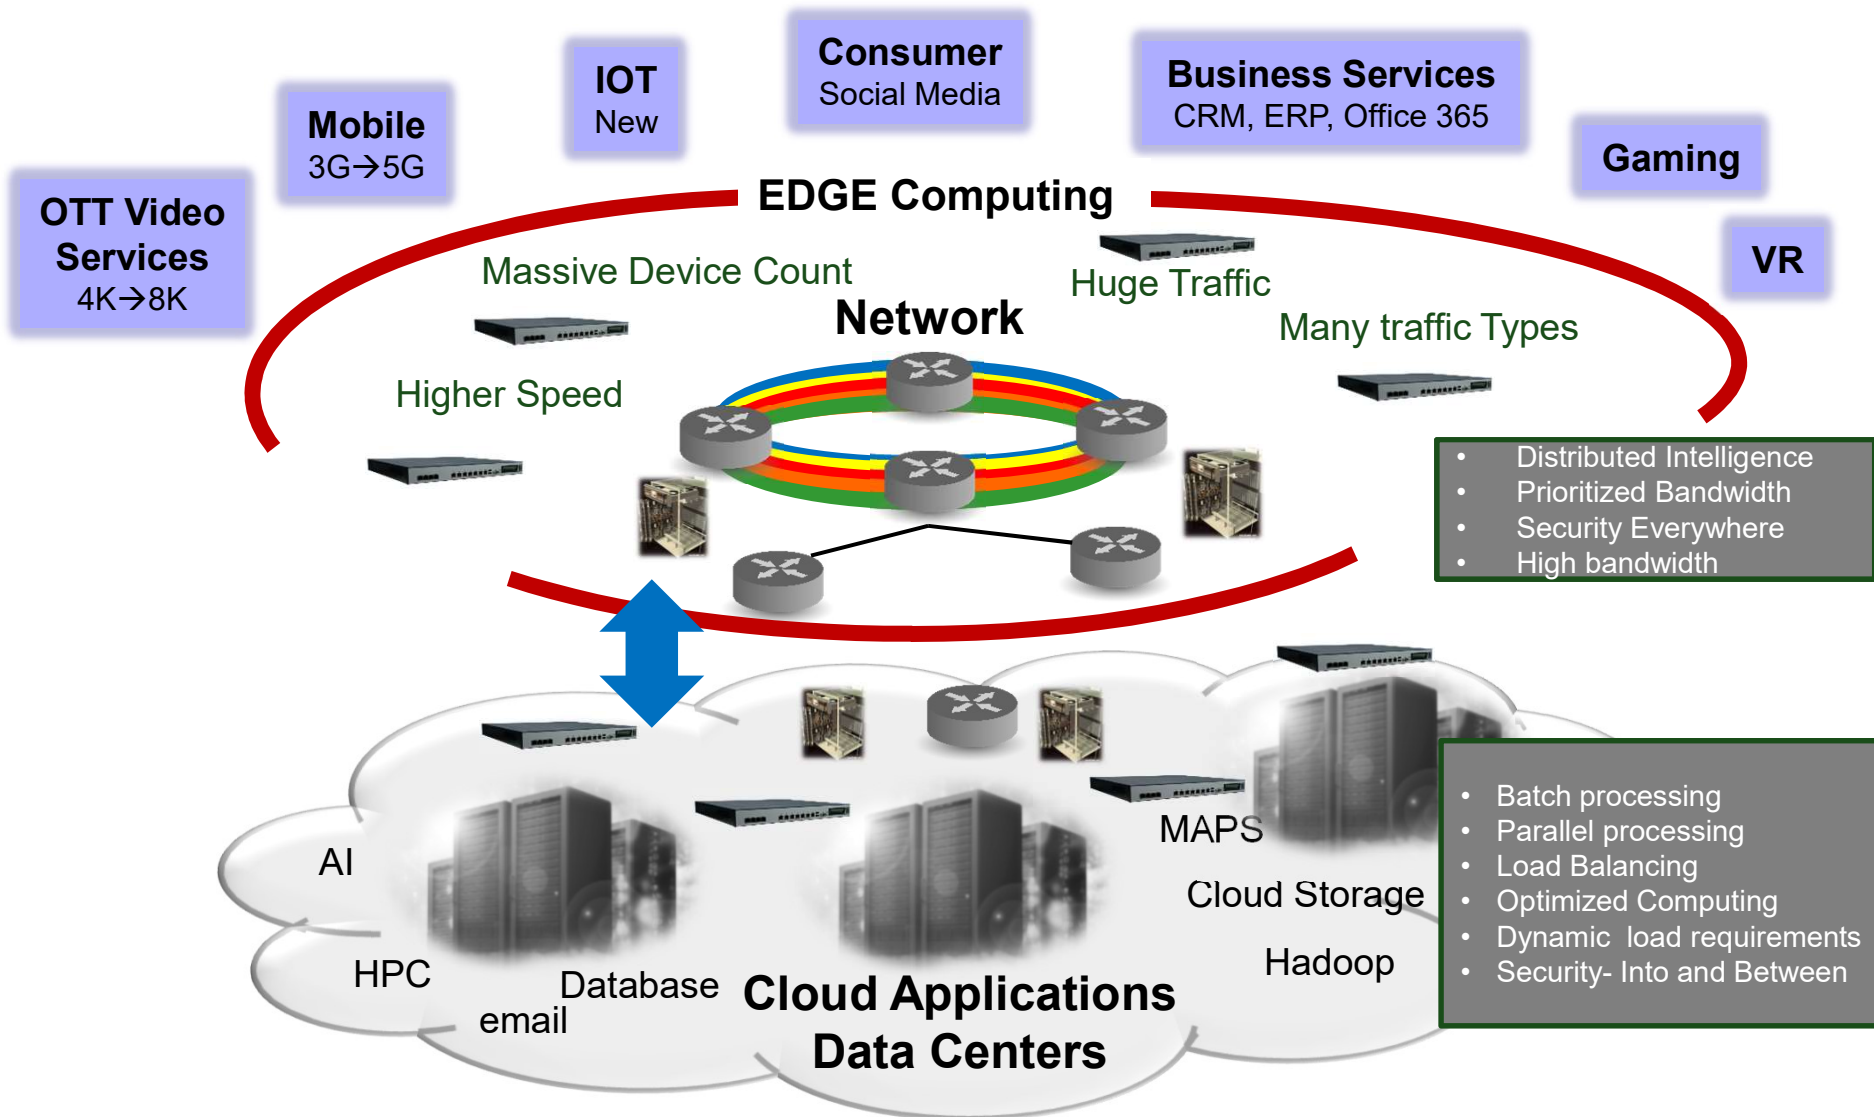 Consumer
Social Media
IOT
New
Business Services
CRM, ERP, Office 365
Mobile
3G→5G
Gaming
OTT Video
Services
4K→8K
VR
EDGE Computing
Massive Device Count
Huge Traffic
Network
Many traffic Types
Higher Speed
• Distributed Intelligence
• Prioritized Bandwidth
• Security Everywhere
• High bandwidth
MAPS
AI
Cloud Storage
Hadoop
HPC
Database
email
Cloud Applications
Data Centers
• Batch processing
• Parallel processing
• Load Balancing
• Optimized Computing
• Dynamic  load requirements
• Security- Into and Between